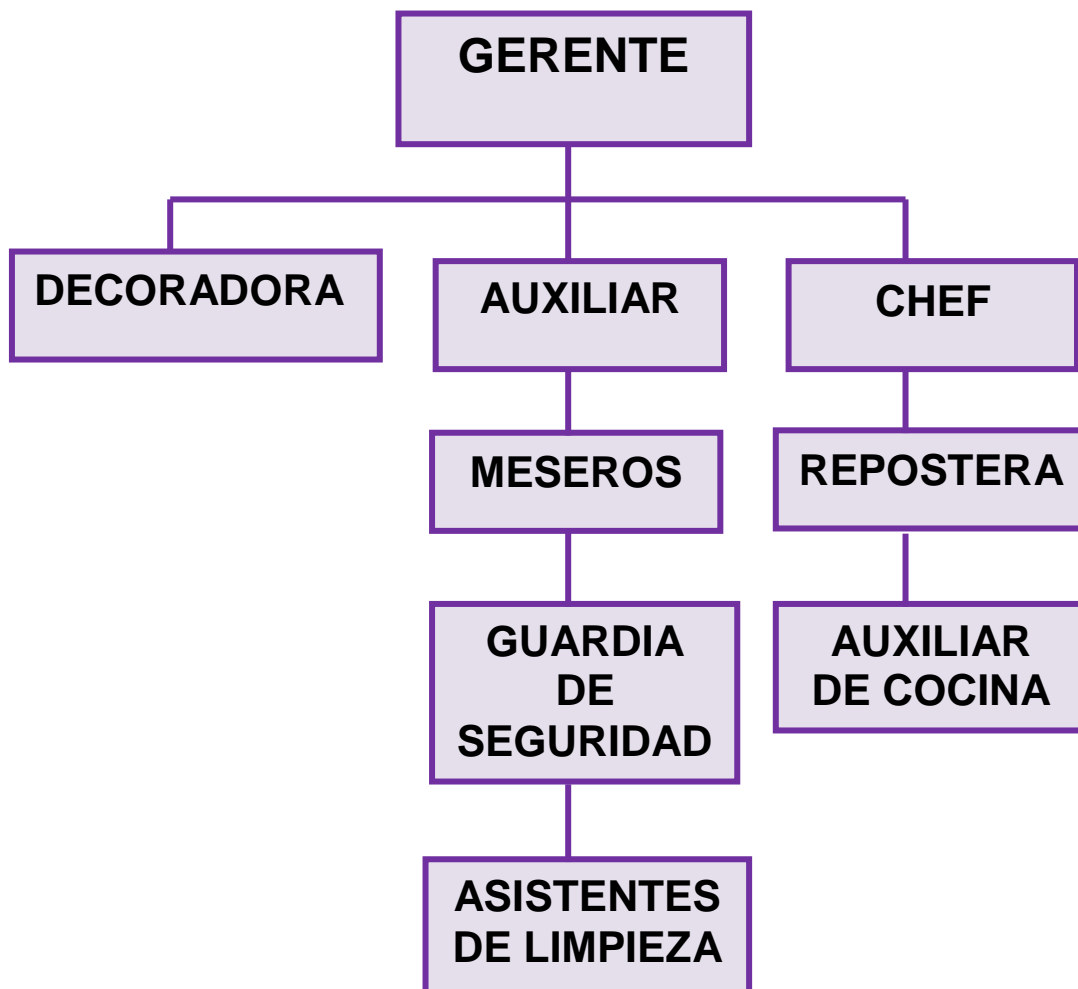 GERENTE
DECORADORA
AUXILIAR
CHEF
MESEROS
REPOSTERA
GUARDIA
DE
SEGURIDAD
AUXILIAR
DE COCINA
ASISTENTES
DE LIMPIEZA